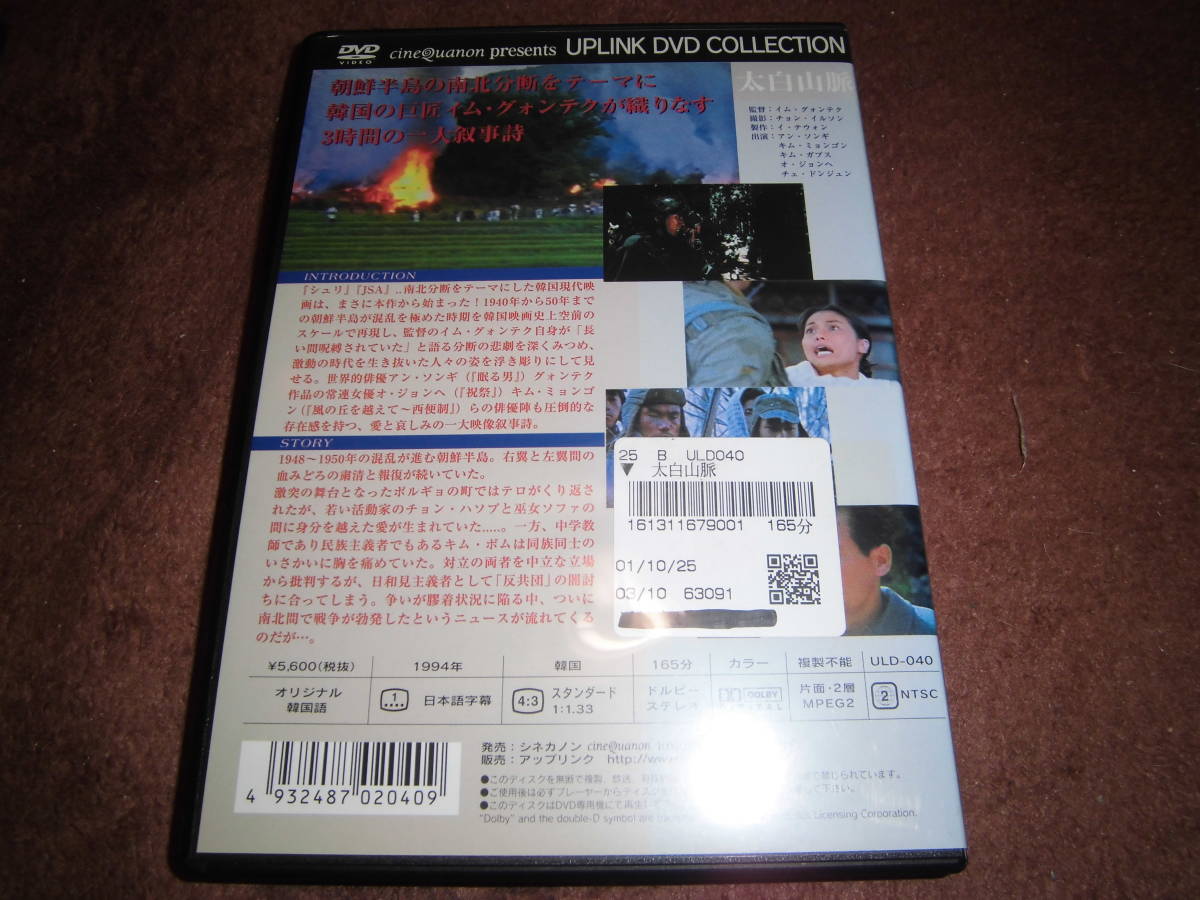 DVD VIDEO cineQuanon presents UPLINK DVD COLLECTION
朝鮮半島の南北分断をテーマに
韓国の巨匠イム・グォンテクが織りなす
3時間の一大叙事詩
太白山脈
監督：イム・グォンテク
撮影：チョン・イルソン
製作：イ・テウォン
出演：アン・ソンギ
キム・ミョンゴン
キム・ガプス
オ・ジョンヘ
チェ・ドンジュン
INTRODUCTION
『シュリ』『JSA』..南北分断をテーマにした韓国現代映
画は、まさに本作から始まった！1940年から50年まで
の朝鮮半島が混乱を極めた時期を韓国映画史上空前の
スケールで再現し、監督のイム・グォンテク自身が「長
い間呪縛されていた」と語る分断の悲劇を深くみつめ、
激動の時代を生き抜いた人々の姿を浮き彫りにして見
せる。世界的俳優アン・ソンギ（『眠る男』）グォンテク
作品の常連女優オ・ジョンヘ（『祝祭』）キム・ミョンゴ
ン（『風の丘を越えて～西便制』）らの俳優陣も圧倒的な
存在感を持つ、愛と哀しみの一大映像叙事詩。
STORY
1948～1950年の混乱が進む朝鮮半島。右翼と左翼間の
血みどろの粛清と報復が続いていた。
激突の舞台となったボルギョの町ではテロがくり返さ
れたが、若い活動家のチョン・ハソプと巫女ソファの
間に身分を越えた愛が生まれていた.....。一方、中学教
師であり民族主義者でもあるキム・ボムは同族同士の
いさかいに胸を痛めていた。対立の両者を中立な立場
から批判するが、日和見主義者として「反共団」の闇討
ちに合ってしまう。争いが膠着状況に陥る中、ついに
南北間で戦争が勃発したというニュースが流れてくる
のだが…。
25 B ULD040
▼ 太白山脈
161311679001 165分
01/10/25
03/10 63091
¥5,600(税抜) 1994年 韓国 165分 カラー 複製不能 ULD-040
オリジナル
韓国語
1 日本語字幕
4:3 スタンダード
1:1.33
ドルビー
ステレオ
DOLBY
片面・2層
MPEG2
2 NTSC
発売：シネカノン cineQuanon
販売：アップリンク http://www
●このディスクを無断で複製、放送、 禁じられています。
●ご使用後は必ずプレーヤーからディスク して下さい。
●このディスクはDVD専用機にて再生して
"Dolby" and the double-D symbol are Licensing Corporation.
4 932487 020409